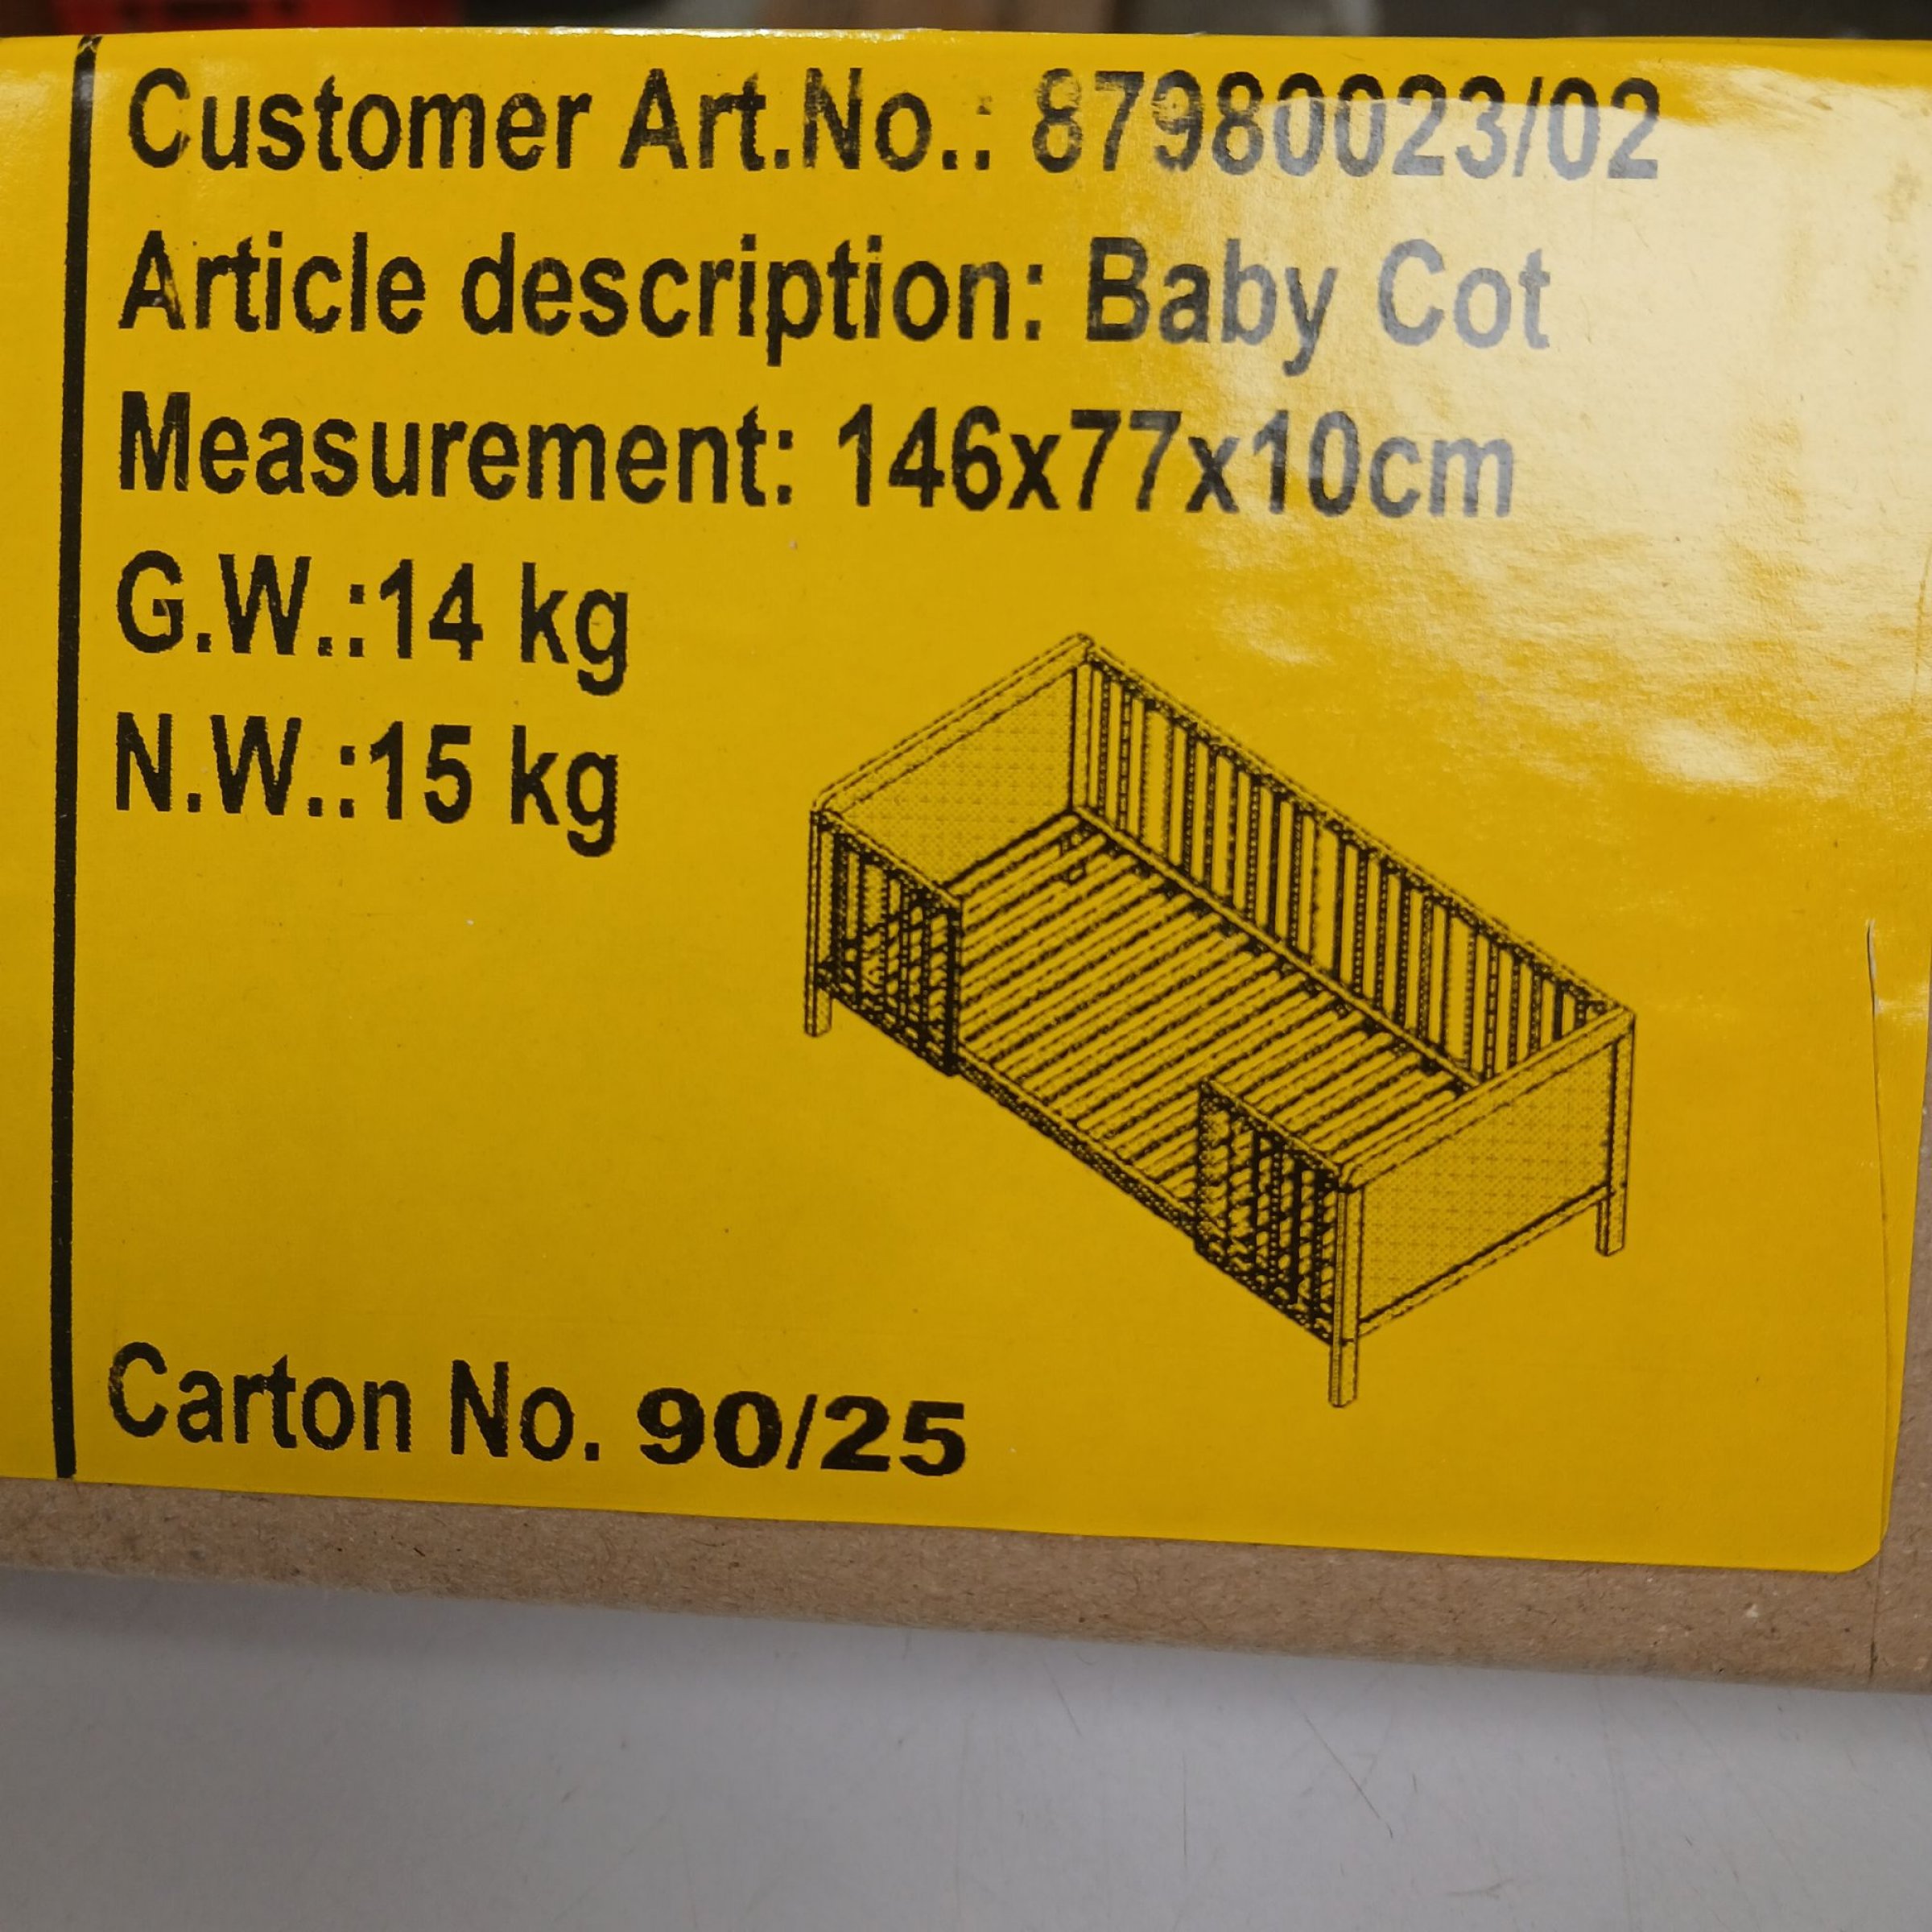 Customer Art.No.: 87980023/02
Article description: Baby Cot
Measurement: 146x77x10cm
G.W.:14 kg
N.W.:15 kg
Carton No. 90/25